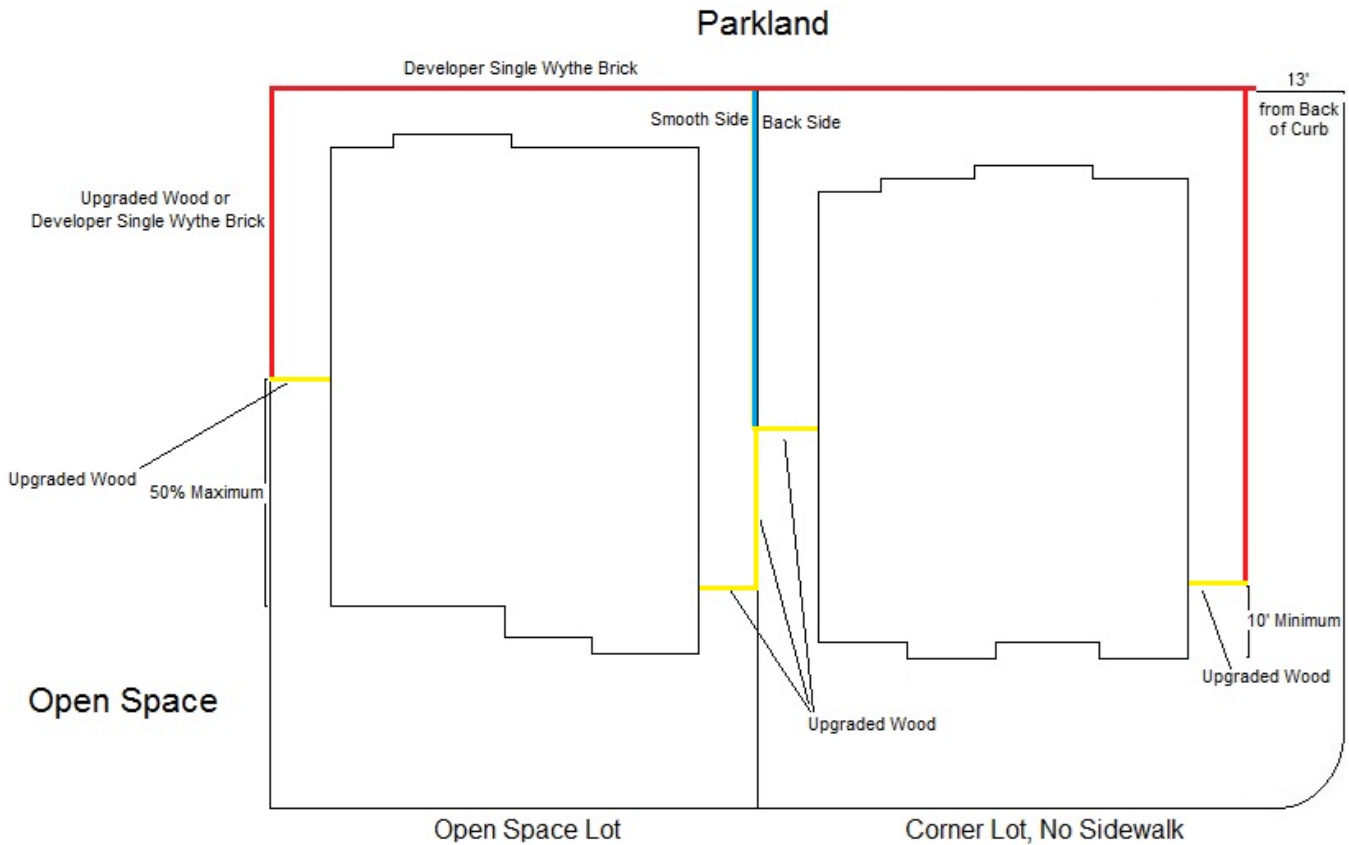 Parkland
Developer Single Wythe Brick
13'
from Back
of Curb
Smooth Side
Back Side
Upgraded Wood or
Developer Single Wythe Brick
Upgraded Wood
50% Maximum
10' Minimum
Upgraded Wood
Open Space
Upgraded Wood
Open Space Lot
Corner Lot, No Sidewalk